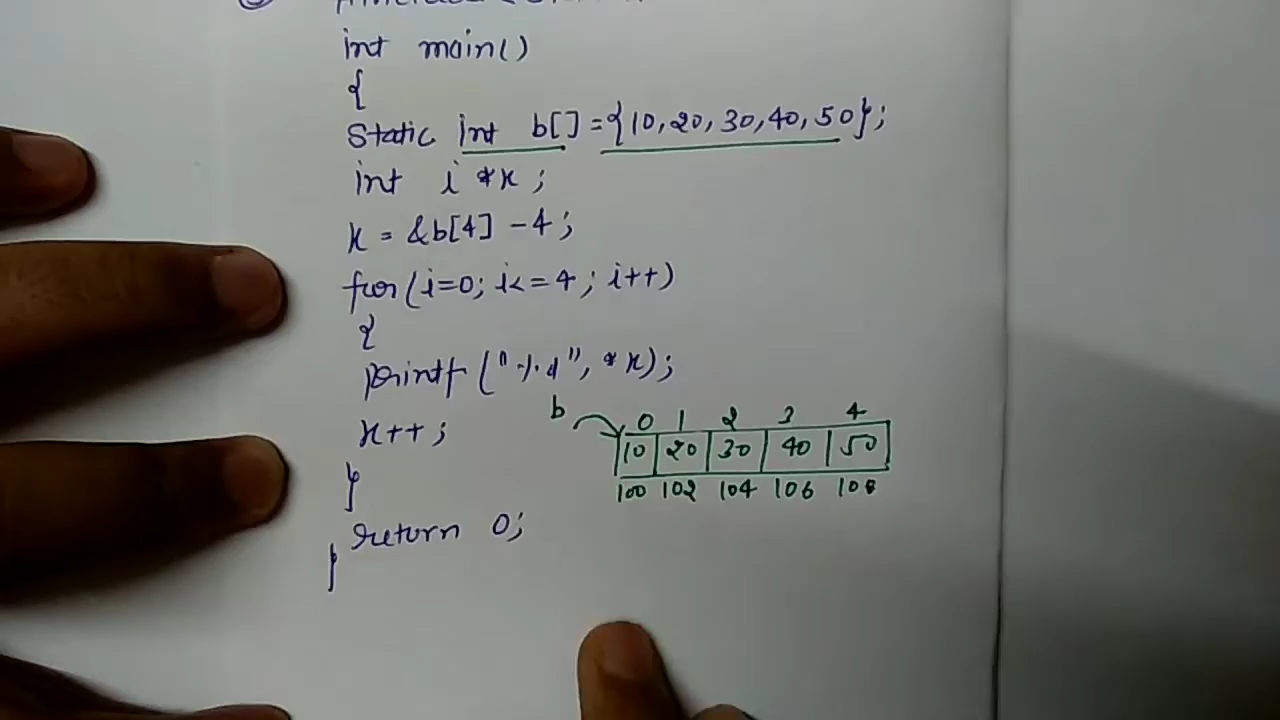 int main()
{
static int b[] = {10, 20, 30, 40, 50};
int i *k ;
k = &b[4] - 4;
for(i=0; i<=4; i++)
{
printf("%d", *k);
k++;
}
return 0;
}
b
0 1 2 3 4
10 20 30 40 50
100 102 104 106 108